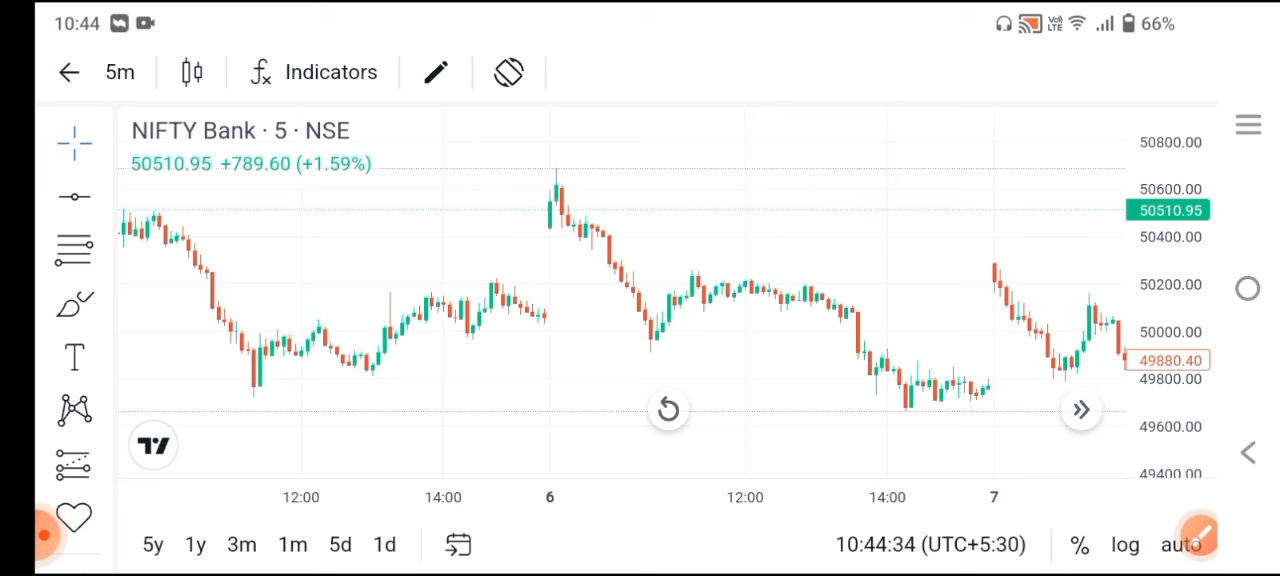 10:44
Vol) LTE 66%
5m Indicators
NIFTY Bank · 5 · NSE
50510.95 +789.60 (+1.59%)
50800.00
50600.00
50510.95
50400.00
50200.00
50000.00
49880.40
49800.00
49600.00
49400.00
12:00 14:00 6 12:00 14:00 7
5y 1y 3m 1m 5d 1d 10:44:34 (UTC+5:30) % log auto